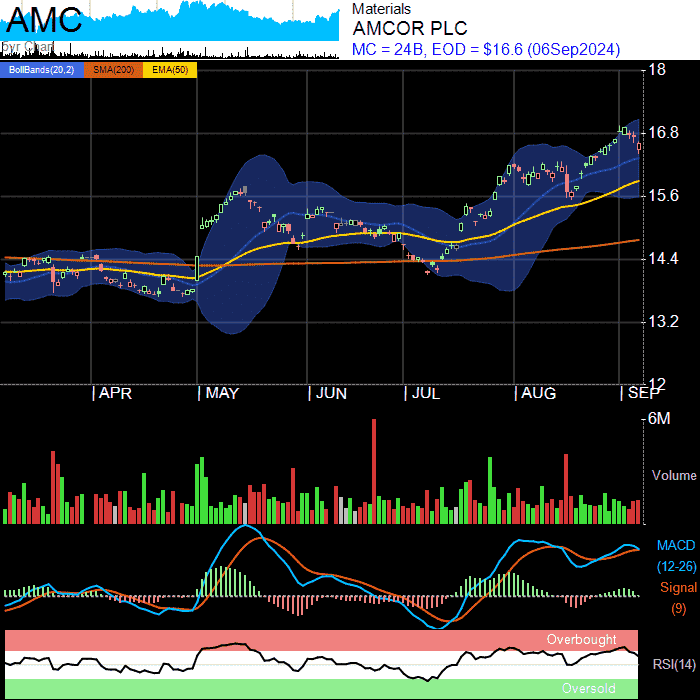 AMC
5yr Chart
Materials
AMCOR PLC
MC = 24B, EOD = $16.6 (06Sep2024)
BollBands(20,2) SMA(200) EMA(50)
18
16.8
15.6
14.4
13.2
12
APR MAY JUN JUL AUG SEP
6M
Volume
MACD
(12-26)
Signal
(9)
Overbought
RSI(14)
Oversold